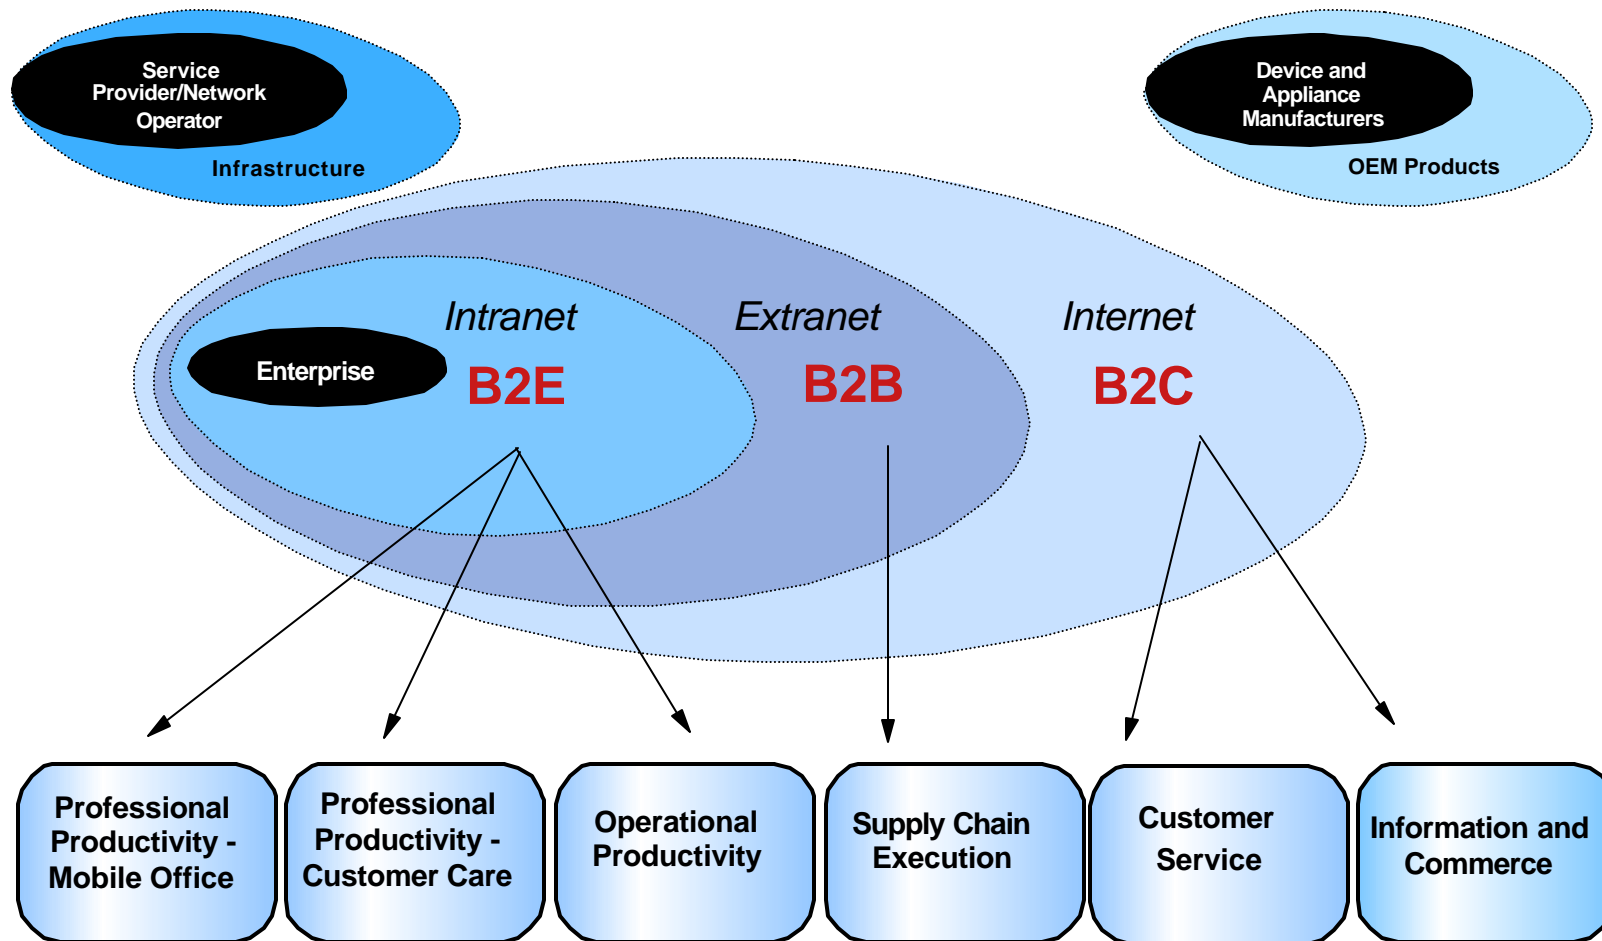 Service
Provider/Network
Operator
Infrastructure
Device and
Appliance
Manufacturers
OEM Products
Intranet
Extranet
Internet
Enterprise
B2E
B2B
B2C
Professional
Productivity -
Mobile Office
Professional
Productivity -
Customer Care
Operational
Productivity
Supply Chain
Execution
Customer
Service
Information and
Commerce